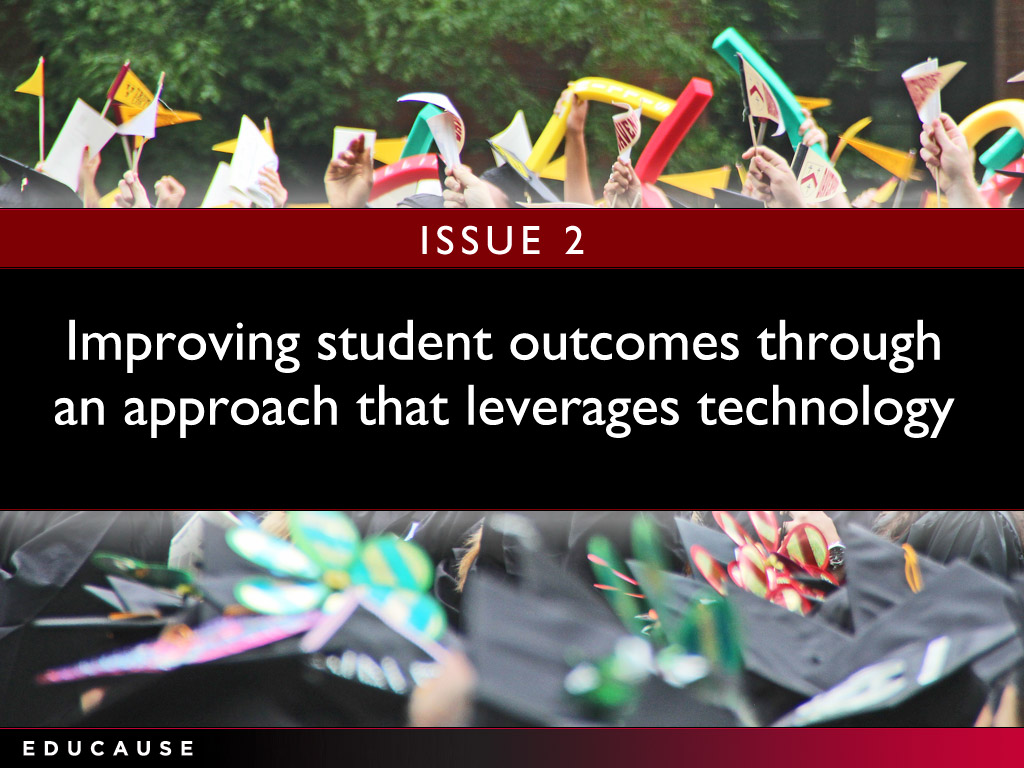 ISSUE 2
Improving student outcomes through
an approach that leverages technology
EDUCAUSE